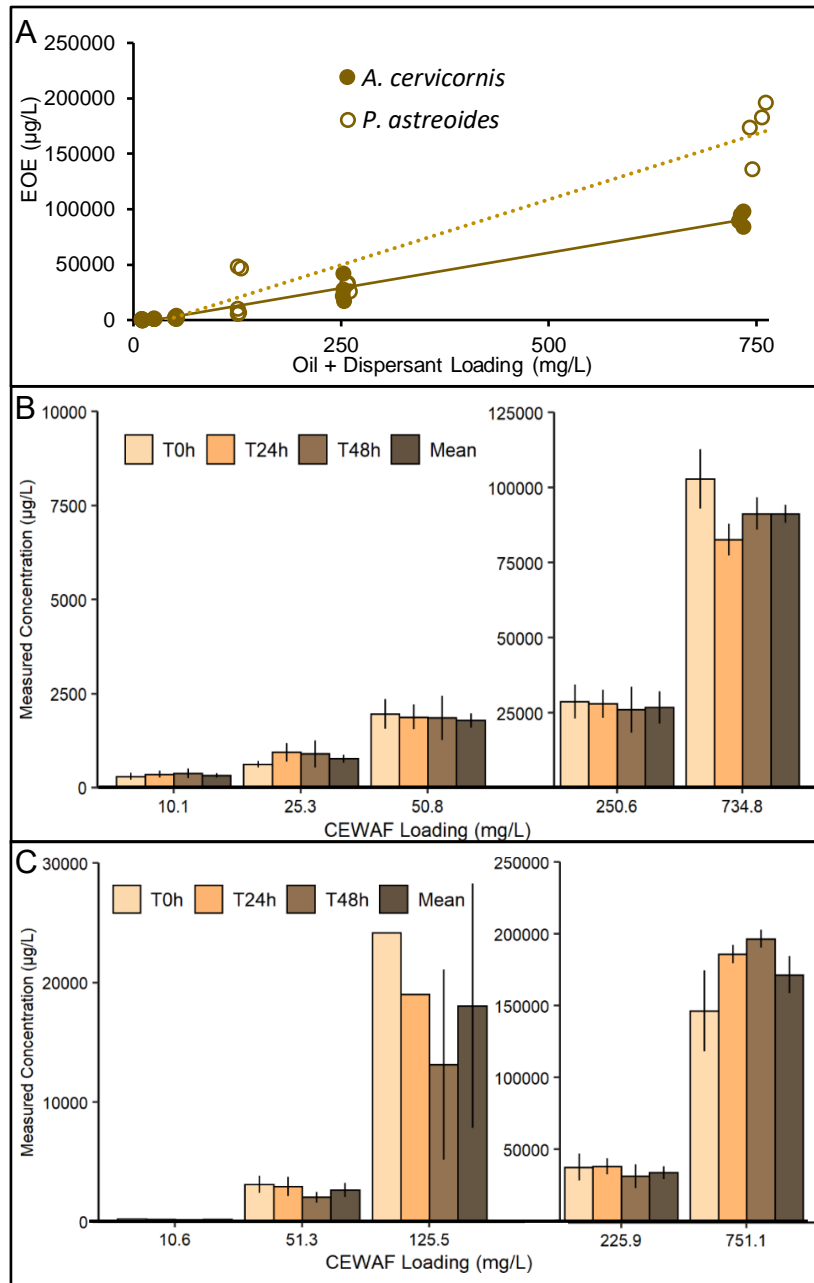 A
250000
200000
150000
100000
50000
0
EOE (µg/L)
A. cervicornis
P. astreoides
0 250 500 750
Oil + Dispersant Loading (mg/L)
B
10000
7500
5000
2500
0
Measured Concentration (µg/L)
T0h T24h T48h Mean
125000
100000
75000
50000
25000
10.1 25.3 50.8 250.6 734.8
CEWAF Loading (mg/L)
C
30000
20000
10000
0
Measured Concentration (µg/L)
T0h T24h T48h Mean
250000
200000
150000
100000
50000
10.6 51.3 125.5 225.9 751.1
CEWAF Loading (mg/L)